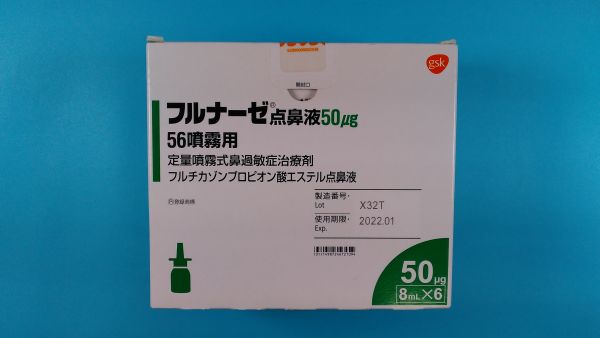 gsk
フルナーゼ®点鼻液50μg
56噴霧用
定量噴霧式鼻過敏症治療剤
フルチカゾンプロピオン酸エステル点鼻液
製造番号・
Lot X32T
使用期限・
Exp. 2022.01
開封口
50μg
8mL×6